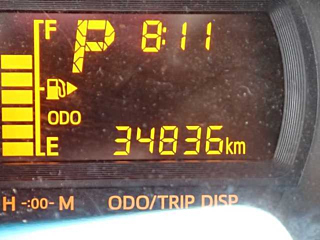 F P 8:11
ODO
E 34836km
H -:00- M ODO/TRIP DISP